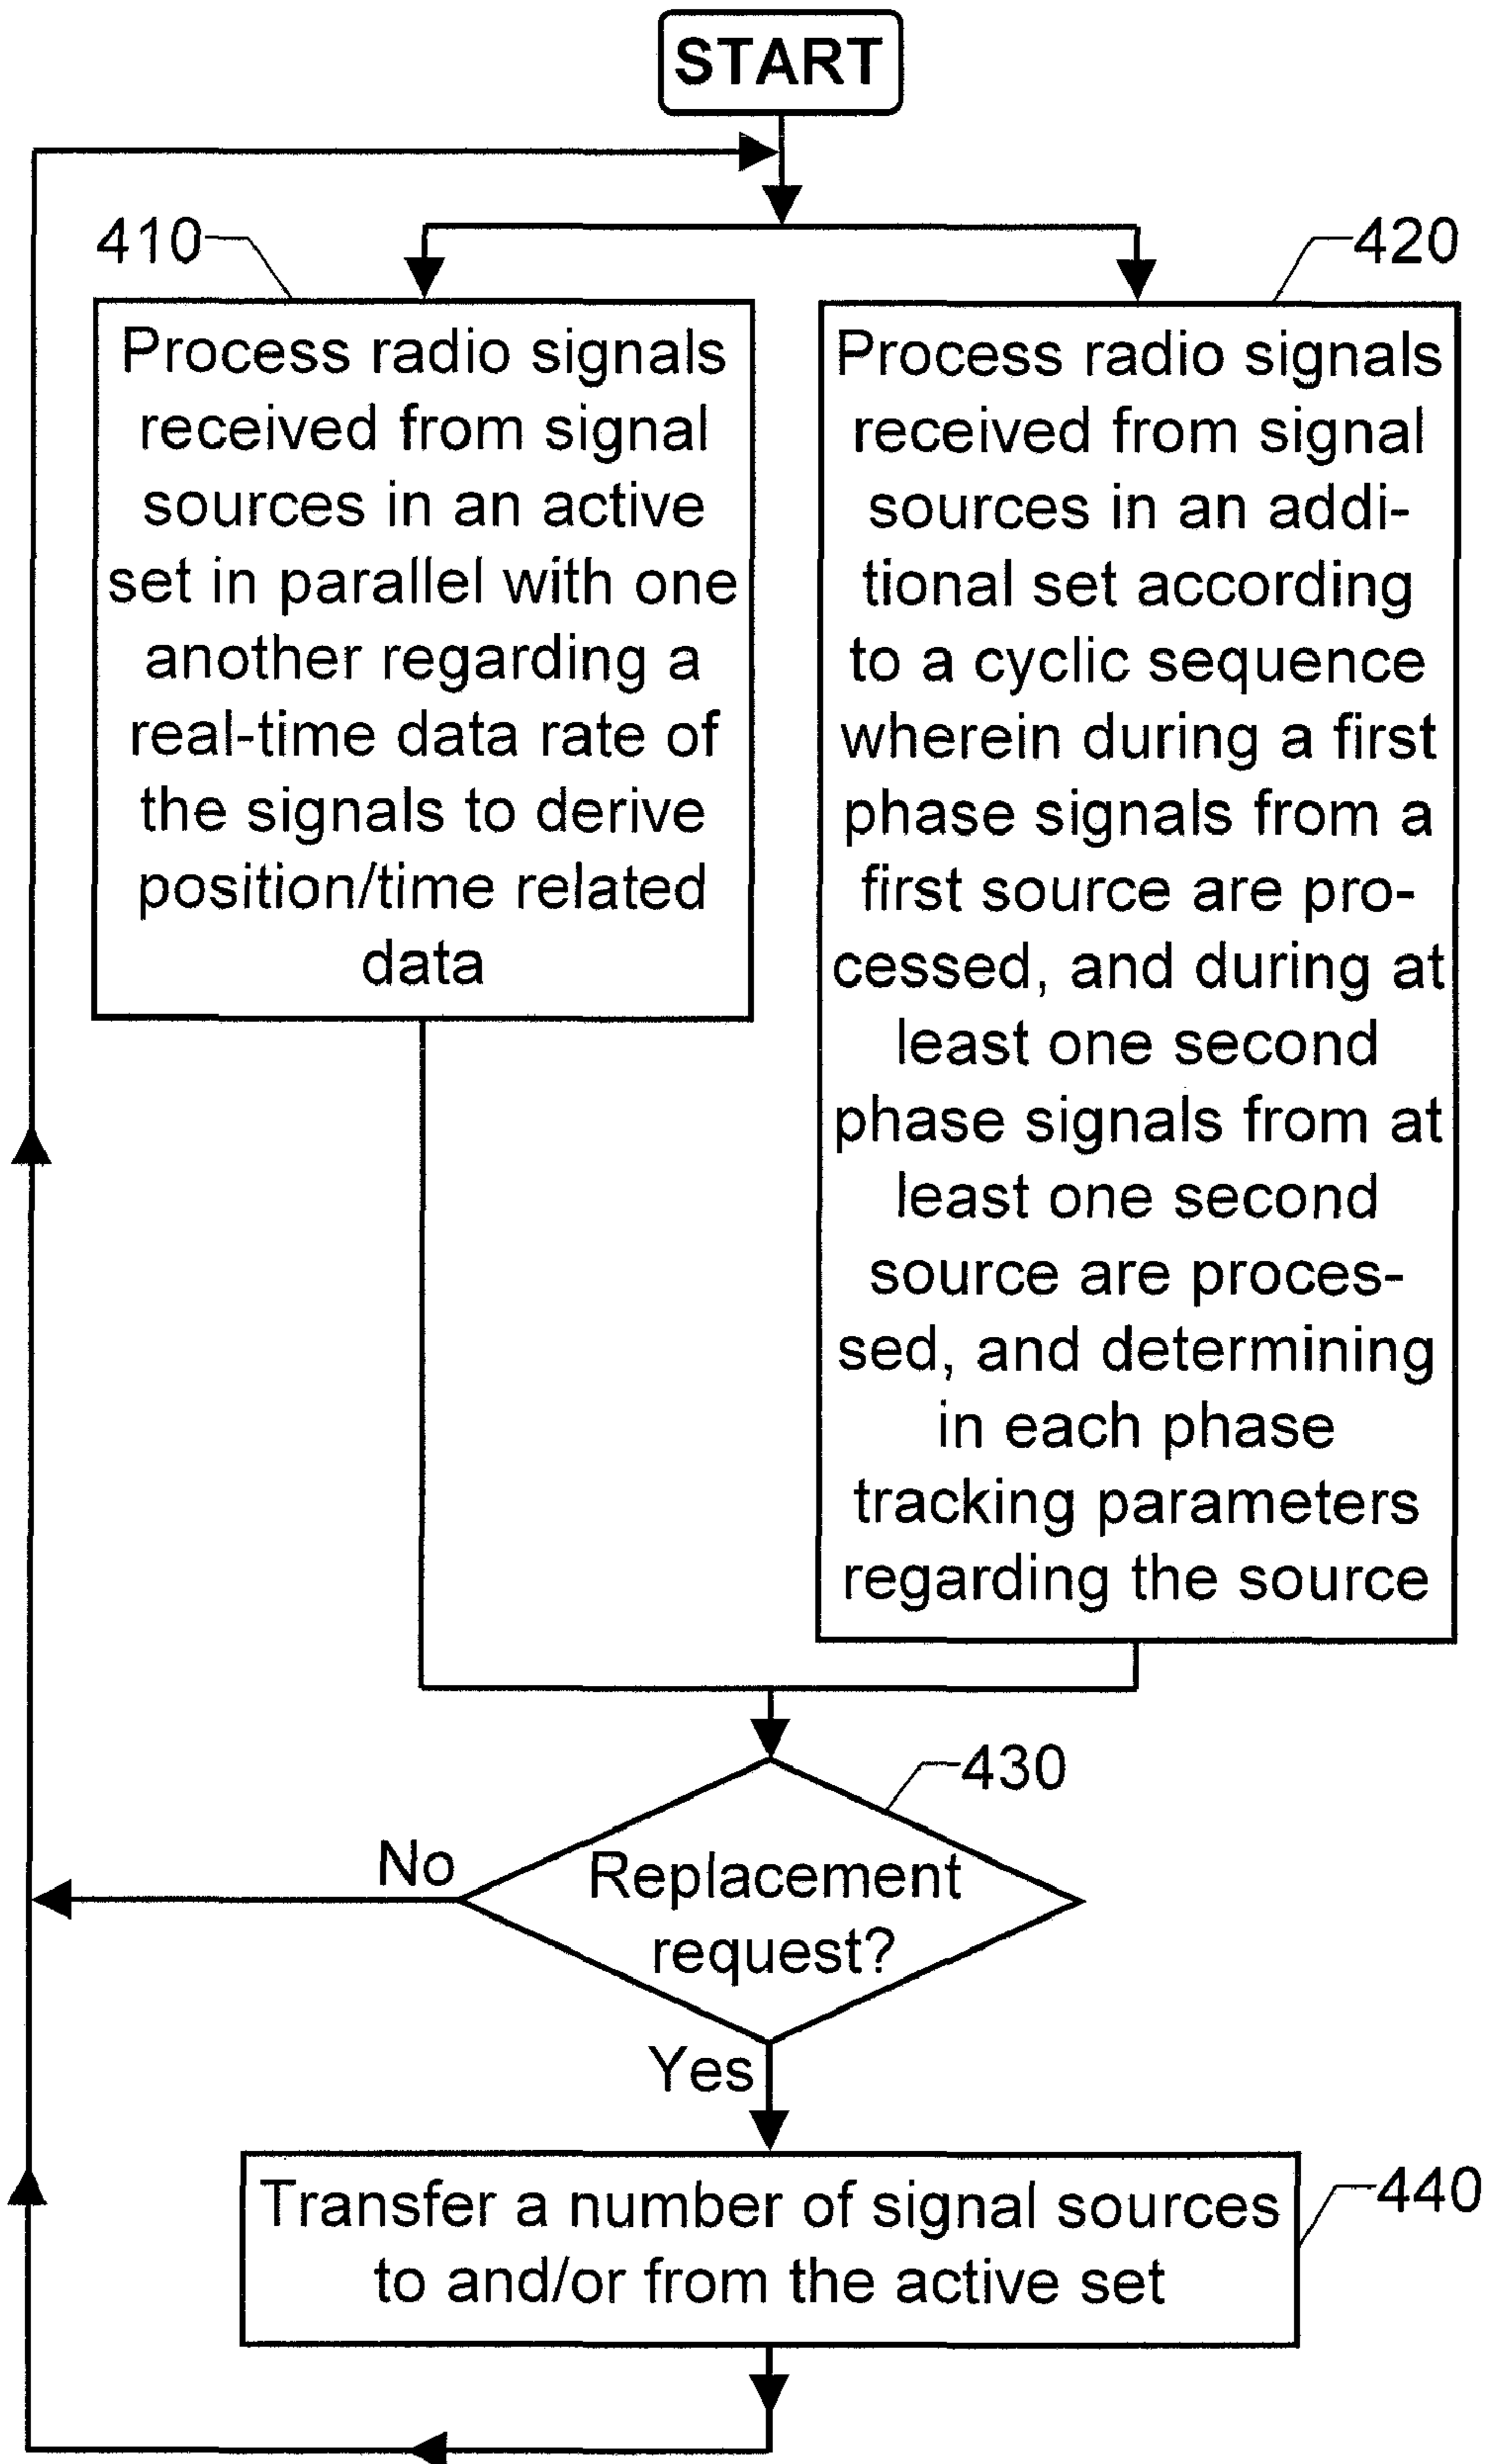 START
410
Process radio signals
received from signal
sources in an active
set in parallel with one
another regarding a
real-time data rate of
the signals to derive
position/time related
data
420
Process radio signals
received from signal
sources in an addi-
tional set according
to a cyclic sequence
wherein during a first
phase signals from a
first source are pro-
cessed, and during at
least one second
phase signals from at
least one second
source are proces-
sed, and determining
in each phase
tracking parameters
regarding the source
430
No
Replacement
request?
Yes
Transfer a number of signal sources
to and/or from the active set
440